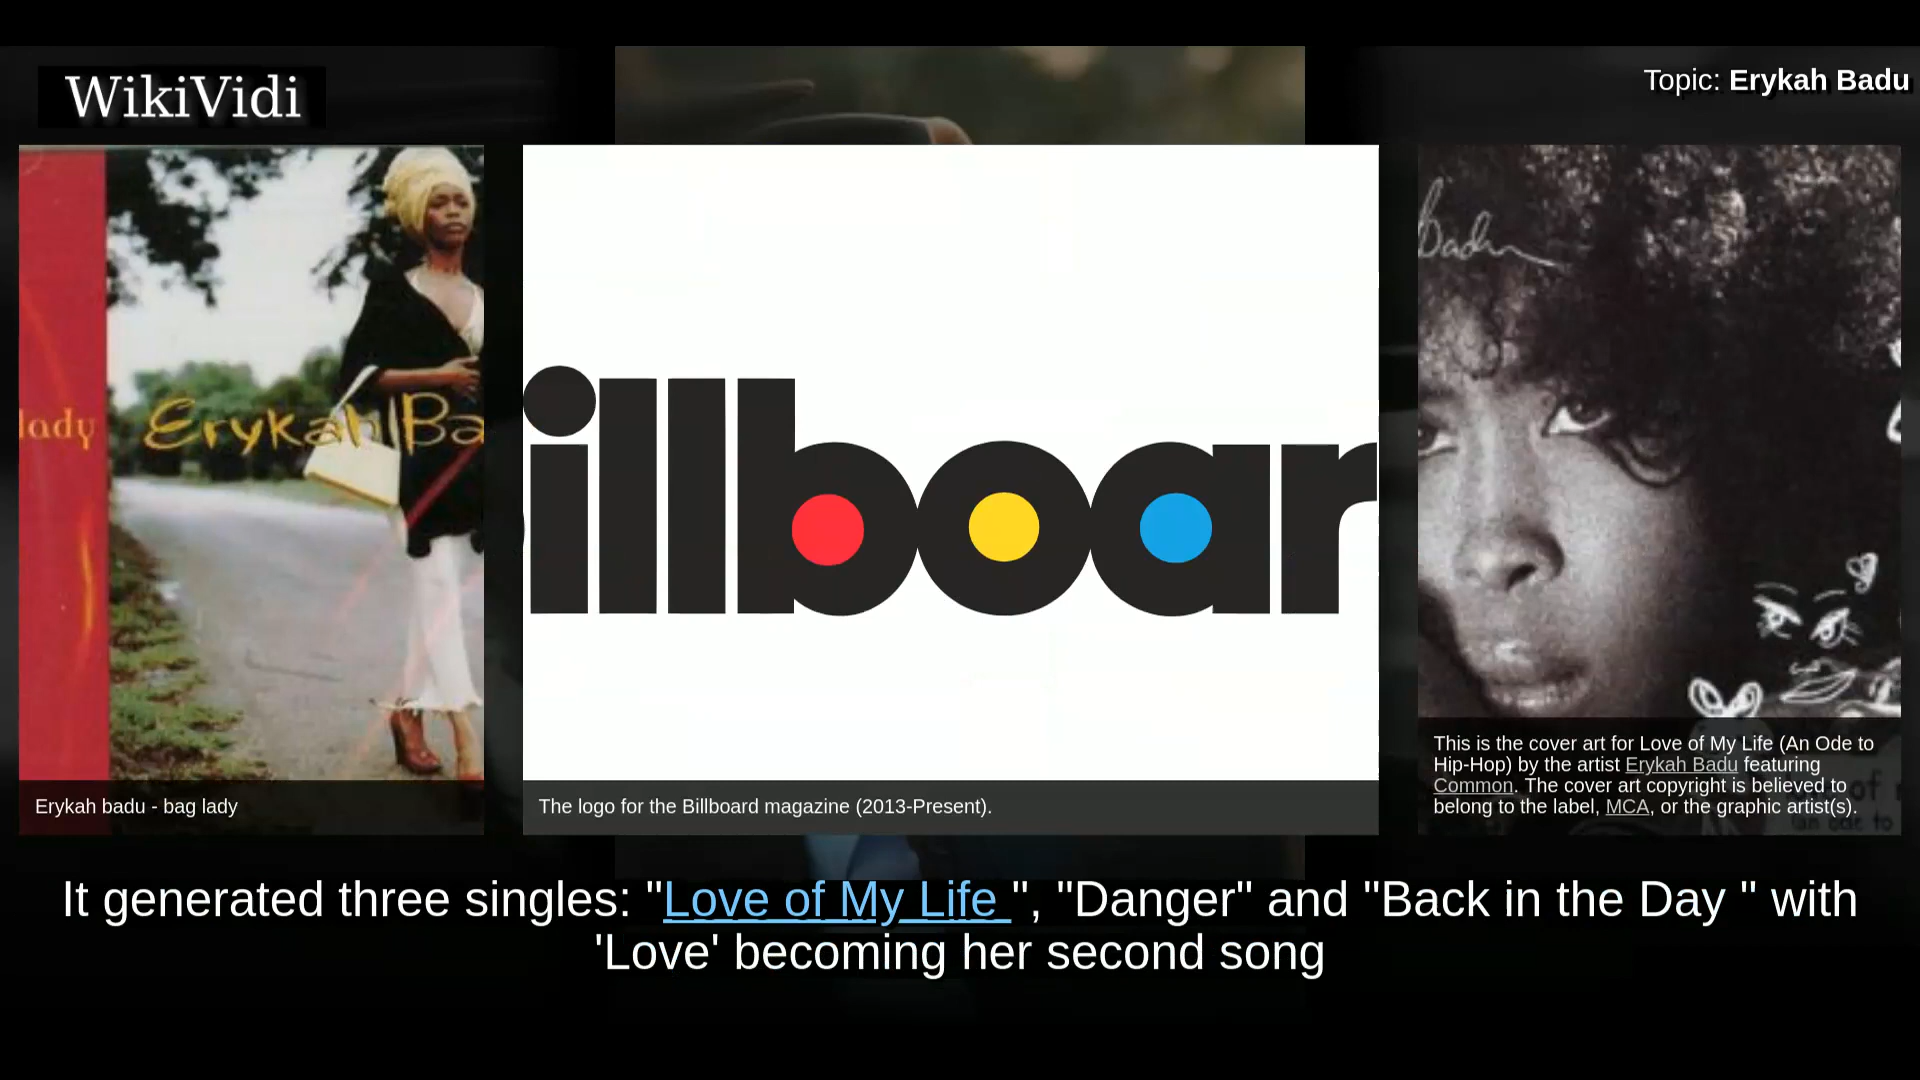 WikiVidi
Topic: Erykah Badu
lady
Erykah Ba
Erykah badu - bag lady
illboar
The logo for the Billboard magazine (2013-Present).
badu
This is the cover art for Love of My Life (An Ode to
Hip-Hop) by the artist Erykah Badu featuring
Common. The cover art copyright is believed to
belong to the label, MCA, or the graphic artist(s).
It generated three singles: "Love of My Life ", "Danger" and "Back in the Day " with
'Love' becoming her second song